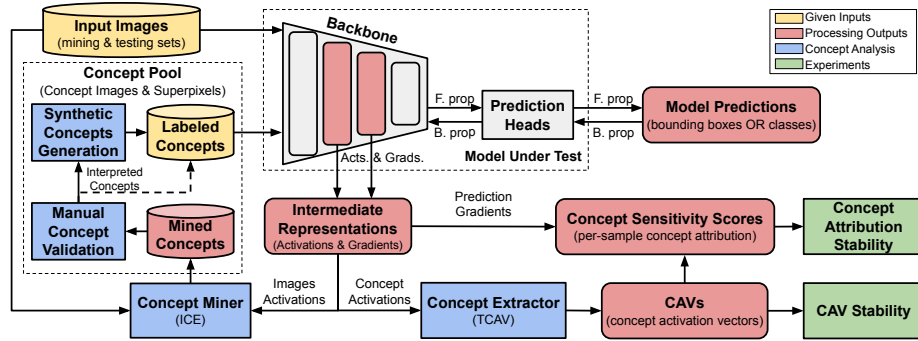 Input Images
(mining & testing sets)
Backbone
Given Inputs
Processing Outputs
Concept Analysis
Experiments
Concept Pool
(Concept Images & Superpixels)
Synthetic
Concepts
Generation
Labeled
Concepts
Interpreted
Concepts
Manual
Concept
Validation
Mined
Concepts
F. prop
B. prop
Prediction
Heads
F. prop
B. prop
Model Predictions
(bounding boxes OR classes)
Acts. & Grads.
Model Under Test
Intermediate
Representations
(Activations & Gradients)
Prediction
Gradients
Concept Sensitivity Scores
(per-sample concept attribution)
Concept
Attribution
Stability
Images
Activations
Concept
Activations
Concept Miner
(ICE)
Concept Extractor
(TCAV)
CAVs
(concept activation vectors)
CAV Stability